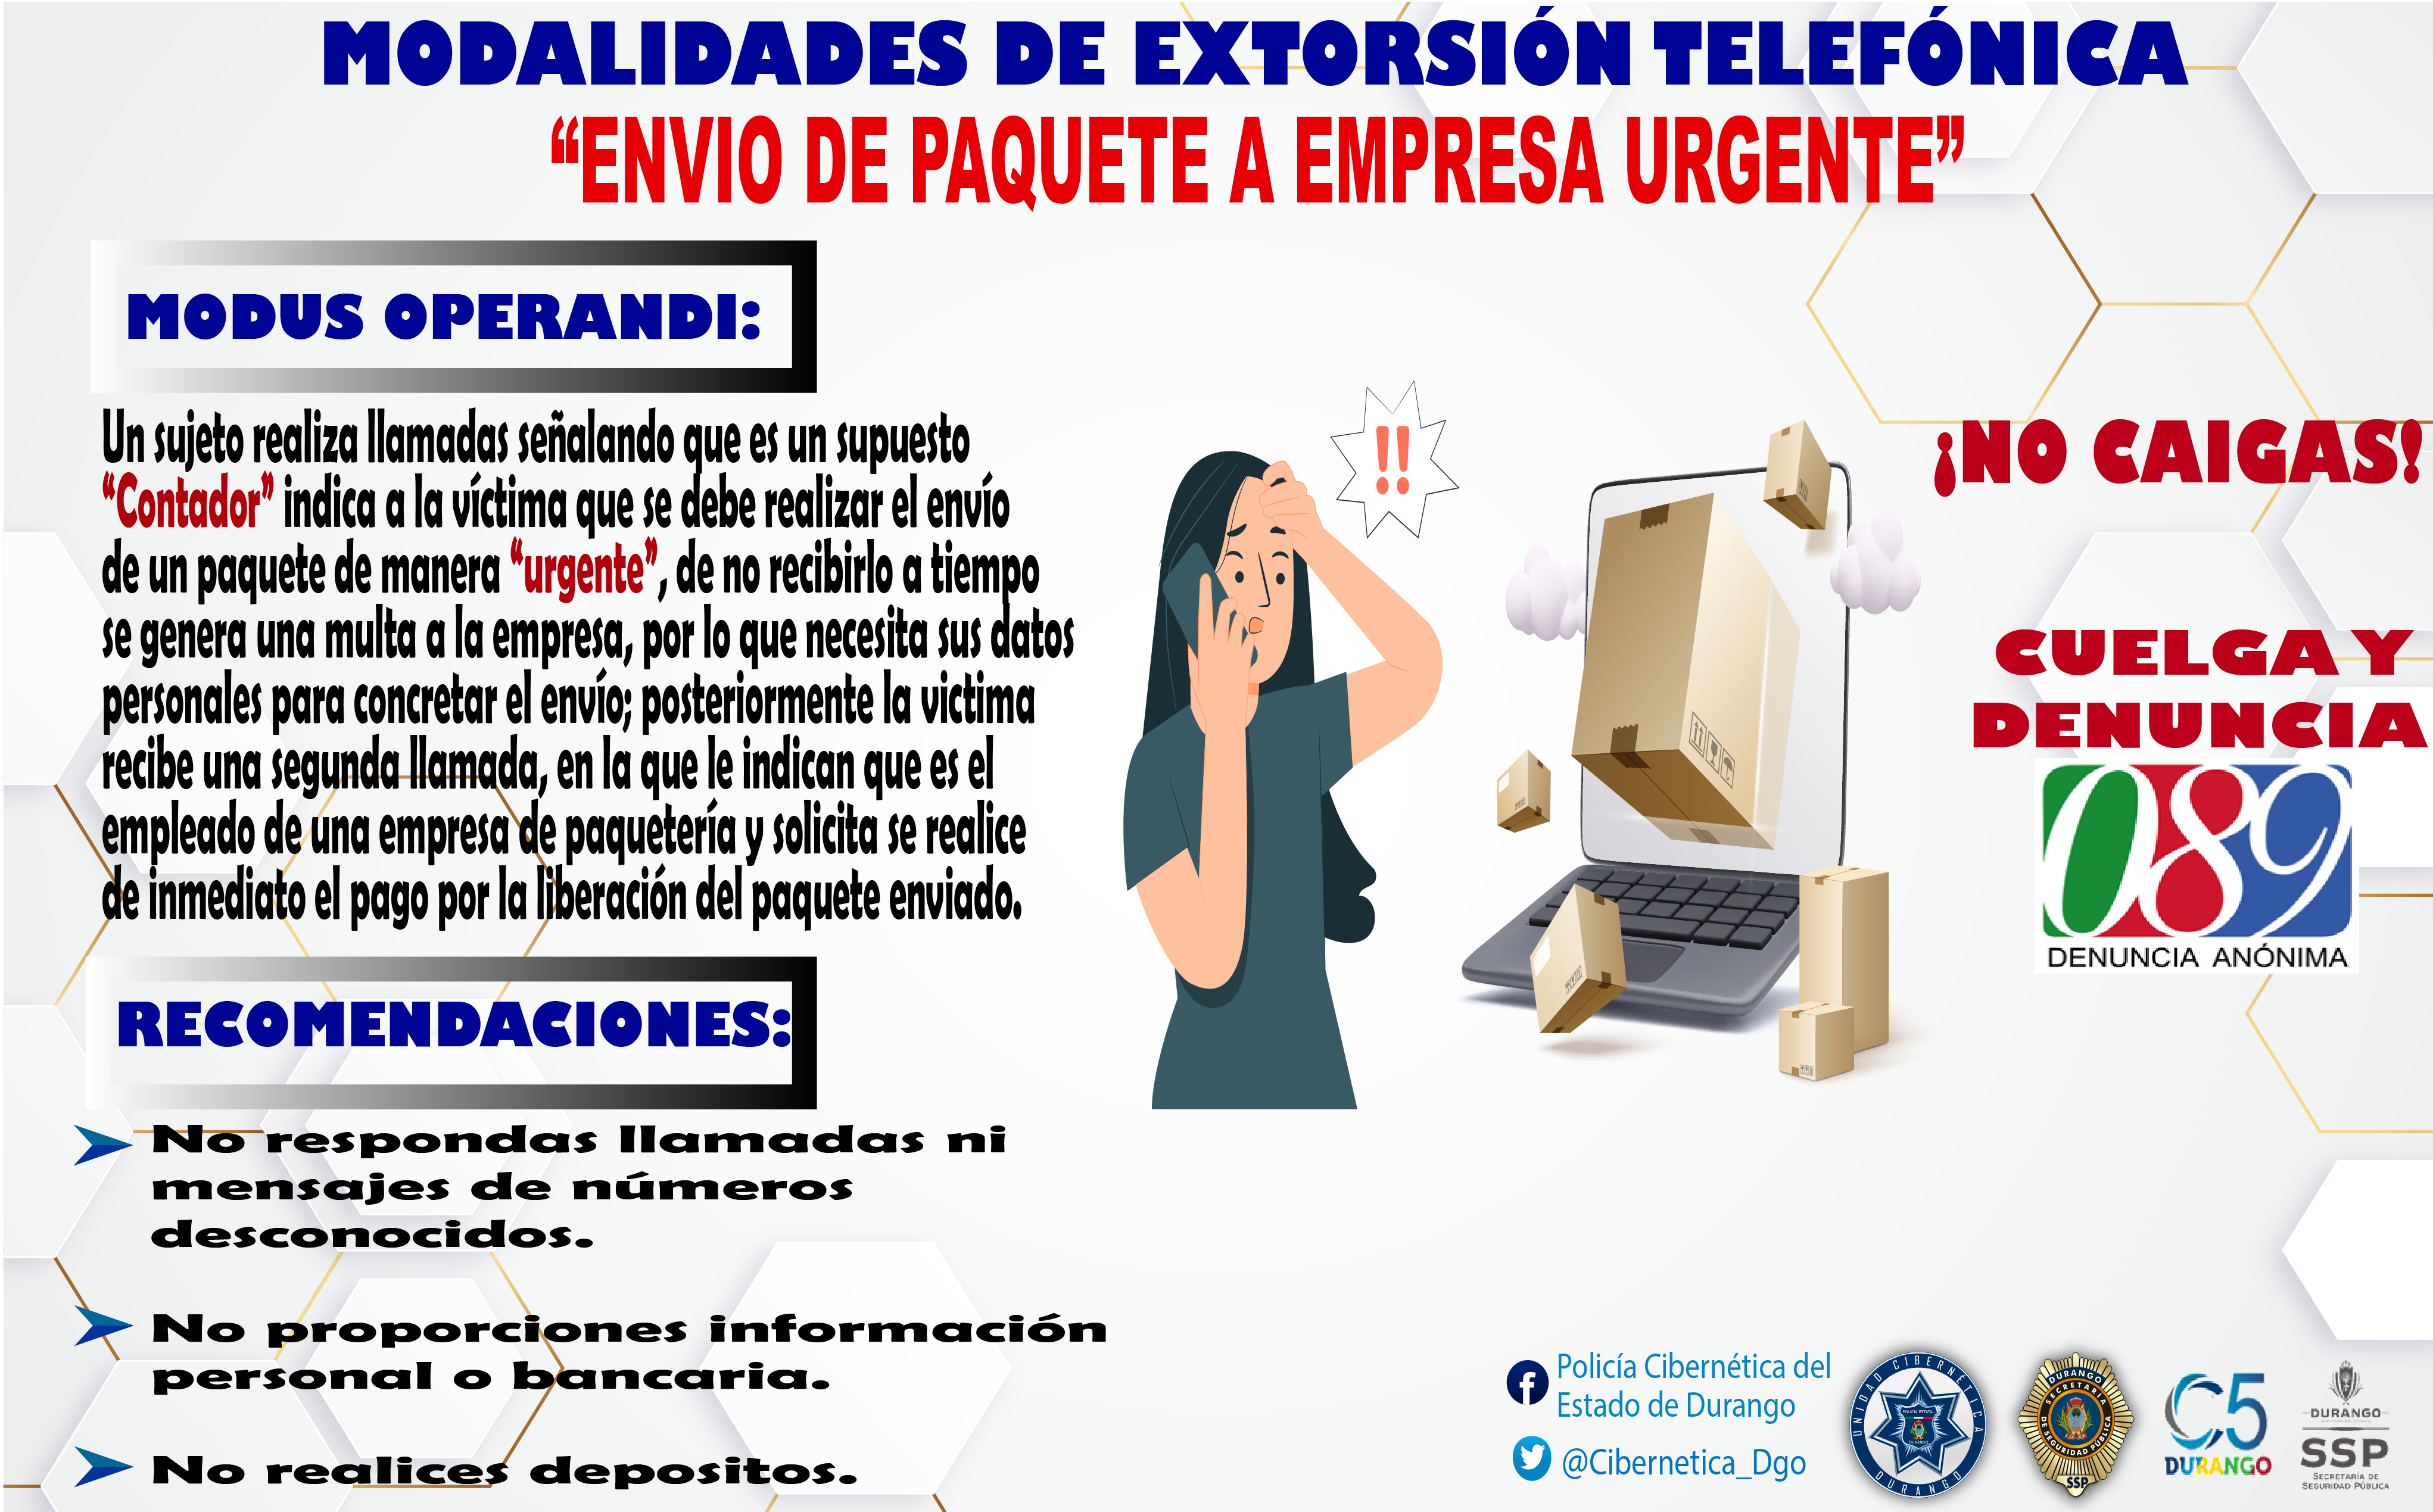 MODALIDADES DE EXTORSIÓN TELEFÓNICA
“ENVIO DE PAQUETE A EMPRESA URGENTE”
MODUS OPERANDI:
Un sujeto realiza llamadas señalando que es un supuesto
“Contador” indica a la víctima que se debe realizar el envío
de un paquete de manera “urgente”, de no recibirlo a tiempo
se genera una multa a la empresa, por lo que necesita sus datos
personales para concretar el envío; posteriormente la victima
recibe una segunda llamada, en la que le indican que es el
empleado de una empresa de paquetería y solicita se realice
de inmediato el pago por la liberación del paquete enviado.
RECOMENDACIONES:
No respondas llamadas ni
mensajes de números
desconocidos.
No proporciones información
personal o bancaria.
No realices depositos.
!!
¡NO CAIGAS!
CUELGA Y
DENUNCIA
089
DENUNCIA ANÓNIMA
Policía Cibernética del
Estado de Durango
@Cibernetica_Dgo
UNIDAD CIBERNÉTICA
POLICIA ESTATAL
DURANGO
DURANGO
SECRETARIA
DE SEGURIDAD PÚBLICA
SSP
C5
DURANGO
DURANGO
SSP
SECRETARÍA DE
SEGURIDAD PÚBLICA